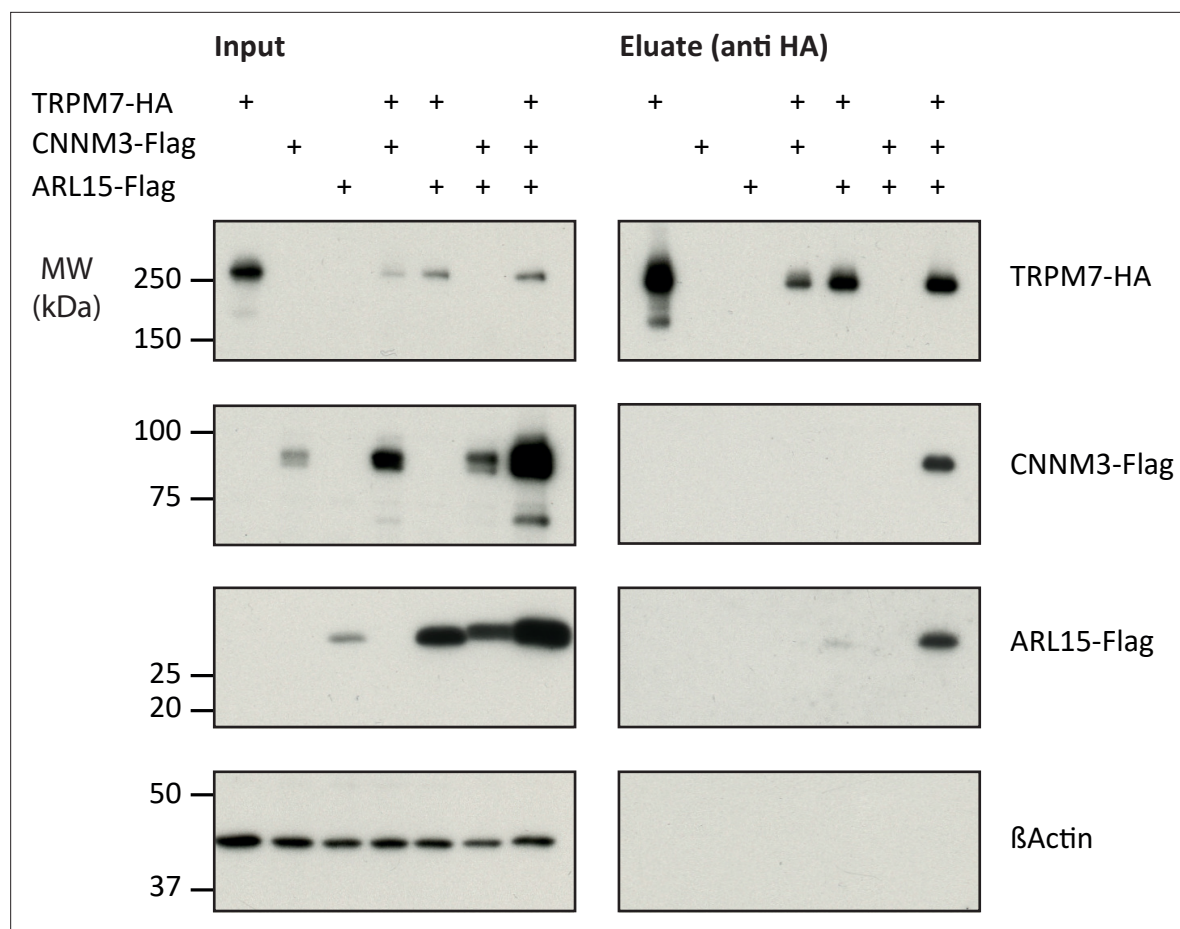 Input Eluate (anti HA)
TRPM7-HA + + + + + + + +
CNNM3-Flag + + + + + + + +
ARL15-Flag + + + + + + + +
MW
(kDa)
250
150
TRPM7-HA
100
75
CNNM3-Flag
25
20
ARL15-Flag
50
37
ßActin